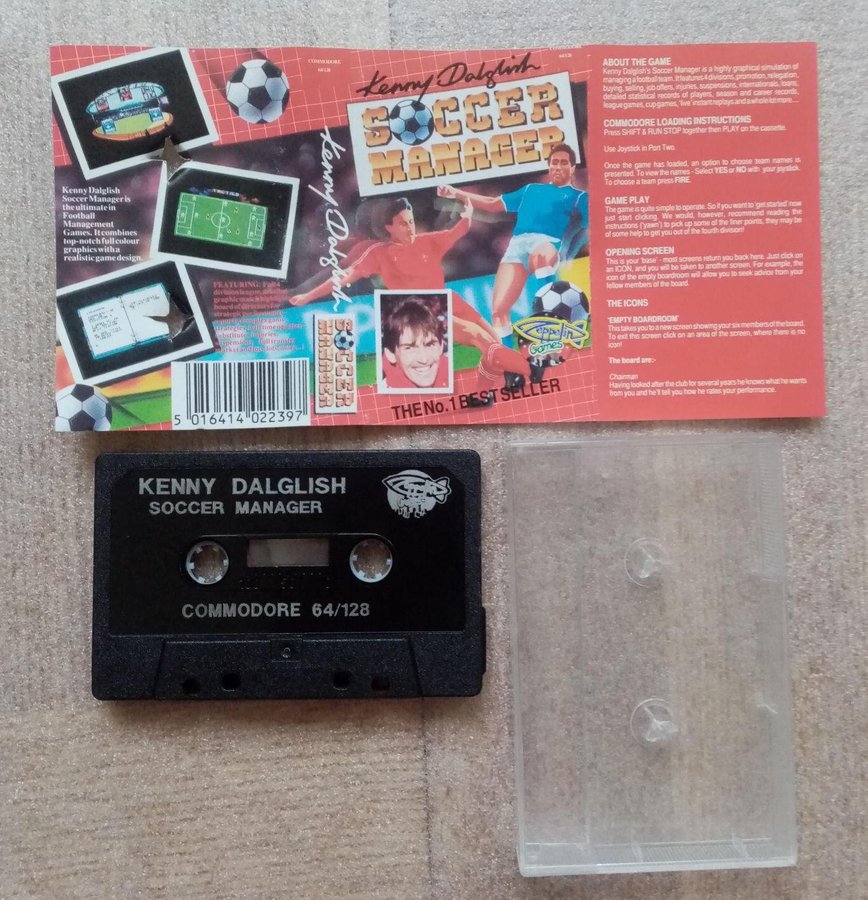 COMMODORE
64/128
Kenny Dalglish
Soccer Manager is
the ultimate in
Football
Management
Games. It combines
top-notch full colour
graphics with a
realistic game design.
FEATURING: Full 4
division league,
graphic match
board of directors for
5 016414 022397
Kenny Dalglish
SOCCER
MANAGER
64/128
Kenny Dalglish
SOCCER
MANAGER
Zeppelin
Games
THE No.1 BESTSELLER
ABOUT THE GAME
Kenny Dalglish's Soccer Manager is a highly graphical simulation of
managing a football team. It features 4 divisions, promotion, relegation,
buying, selling, job offers, injuries, suspensions, internationals, loans,
detailed statistical records of players, season and career records,
league games, cup games, 'live' instant replays and a whole lot more....
COMMODORE LOADING INSTRUCTIONS
Press SHIFT & RUN STOP together then PLAY on the cassette.
Use Joystick in Port Two.
Once the game has loaded, an option to choose team names is
presented. To view the names - Select YES or NO with your joystick.
To choose a team press FIRE.
GAME PLAY
The game is quite simple to operate. So if you want to 'get started' now
just start clicking. We would, however, recommend reading the
instructions ('yawn') to pick up some of the finer points, they may be
of some help to get you out of the fourth division!
OPENING SCREEN
This is your 'base' - most screens return you back here. Just click on
an ICON, and you will be taken to another screen. For example, the
icon of the empty boardroom will allow you to seek advice from your
fellow members of the board.
THE ICONS
'EMPTY BOARDROOM'
This takes you to a new screen showing your six members of the board.
To exit this screen click on an area of the screen, where there is no
icon!
The board are:-
Chairman
Having looked after the club for several years he knows what he wants
from you and he'll tell you how he rates your performance.
KENNY DALGLISH
SOCCER MANAGER
COMMODORE 64/128